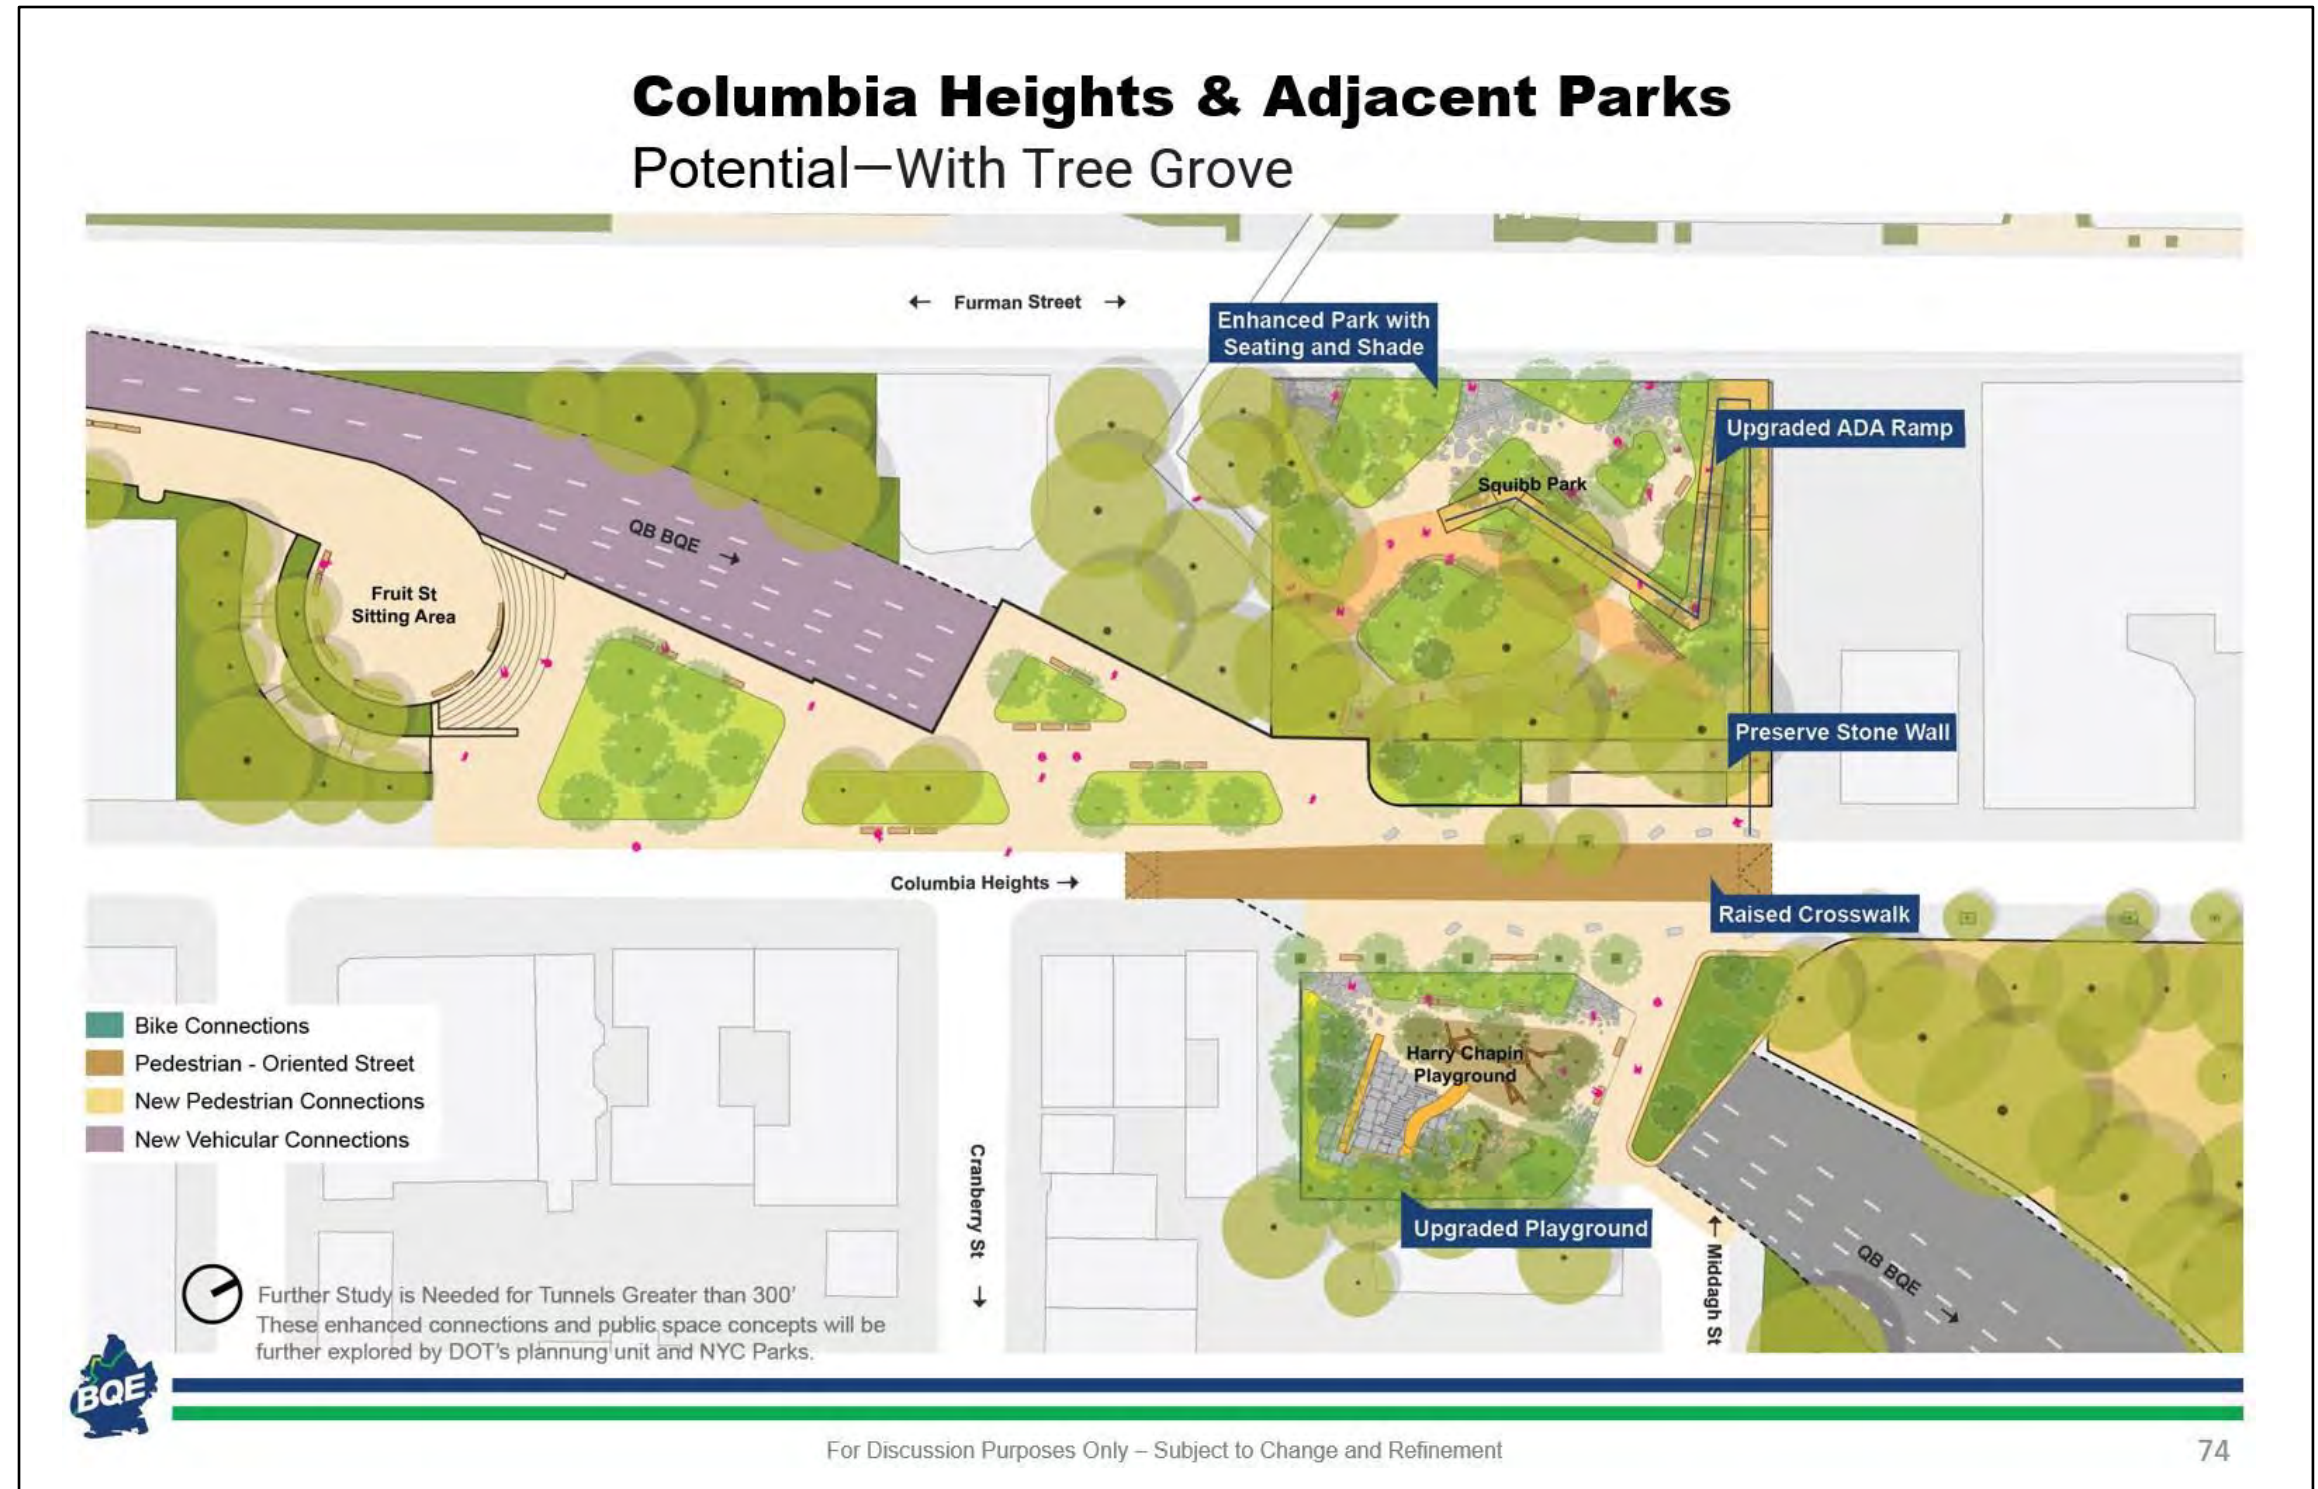 Columbia Heights & Adjacent Parks
Potential—With Tree Grove
← Furman Street →
Enhanced Park with
Seating and Shade
Upgraded ADA Ramp
Squibb Park
QB BQE →
Fruit St
Sitting Area
Preserve Stone Wall
Columbia Heights →
Raised Crosswalk
Harry Chapin
Playground
Upgraded Playground
Cranberry St →
← Middagh St
QB BQE →
Bike Connections
Pedestrian - Oriented Street
New Pedestrian Connections
New Vehicular Connections
Further Study is Needed for Tunnels Greater than 300'
These enhanced connections and public space concepts will be
further explored by DOT's plannung unit and NYC Parks.
BQE
For Discussion Purposes Only – Subject to Change and Refinement
74